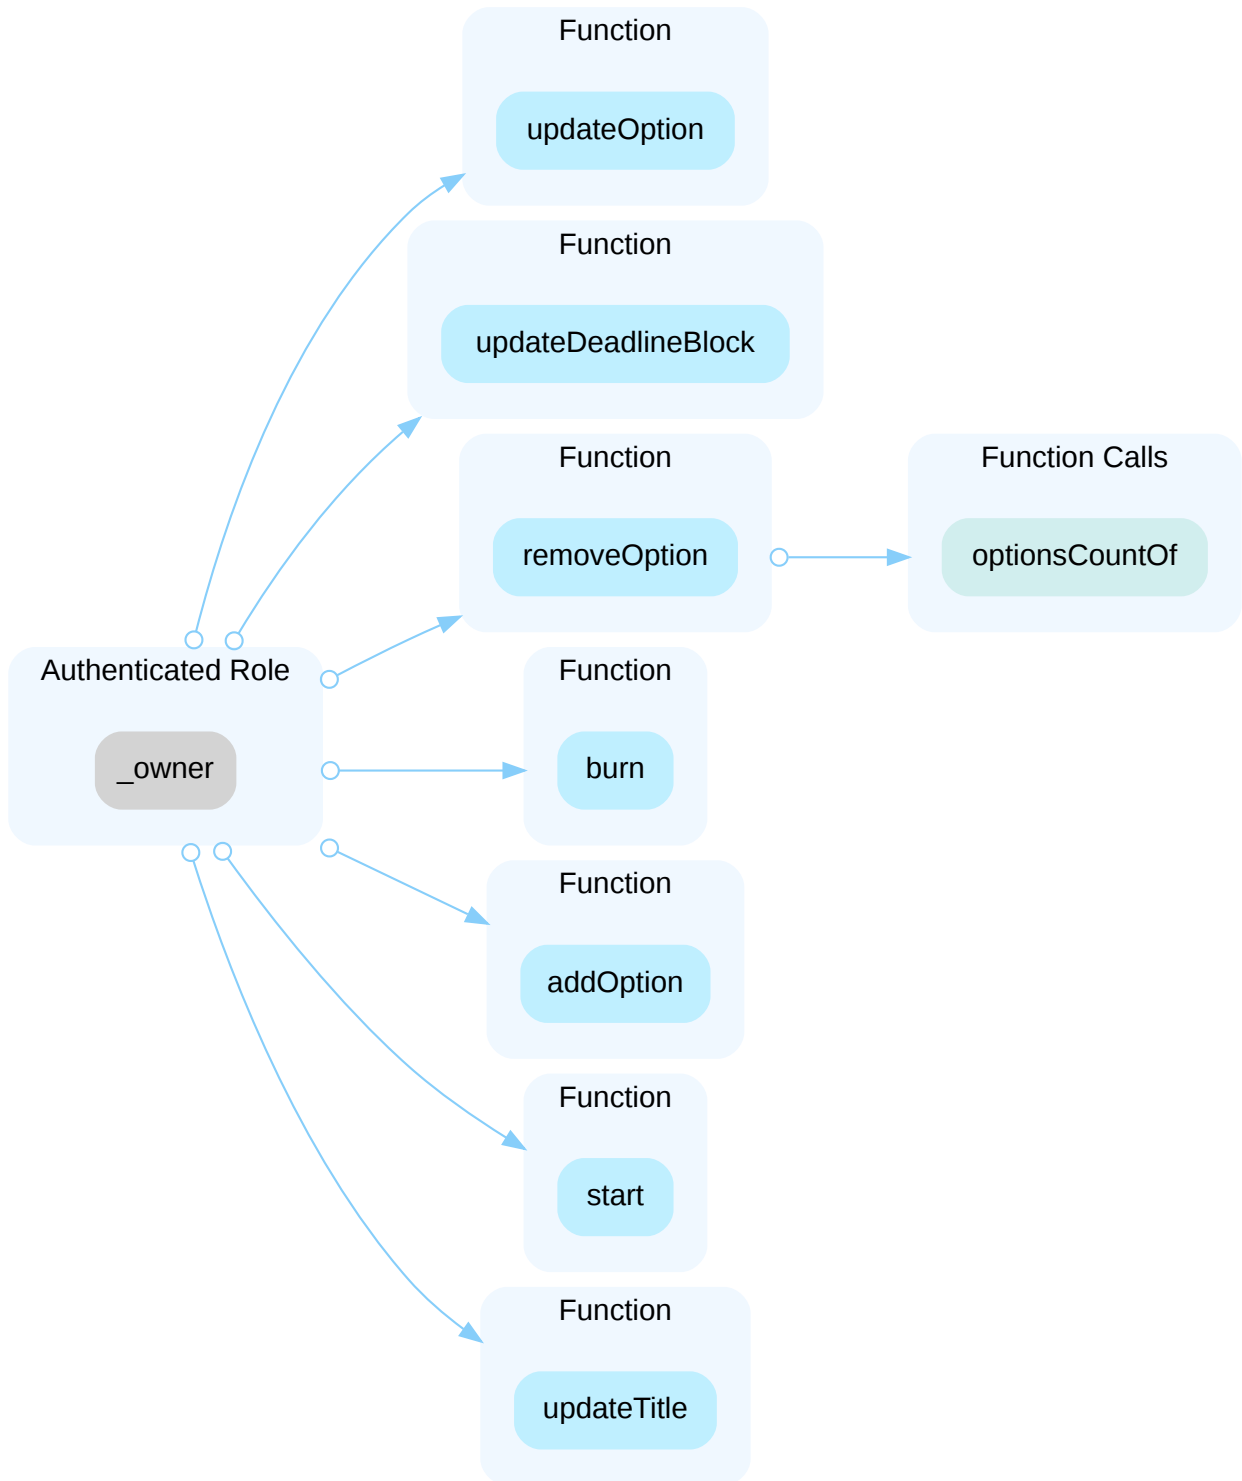 Function
updateOption
Function
updateDeadlineBlock
Function
removeOption
Function Calls
optionsCountOf
Authenticated Role
_owner
Function
burn
Function
addOption
Function
start
Function
updateTitle